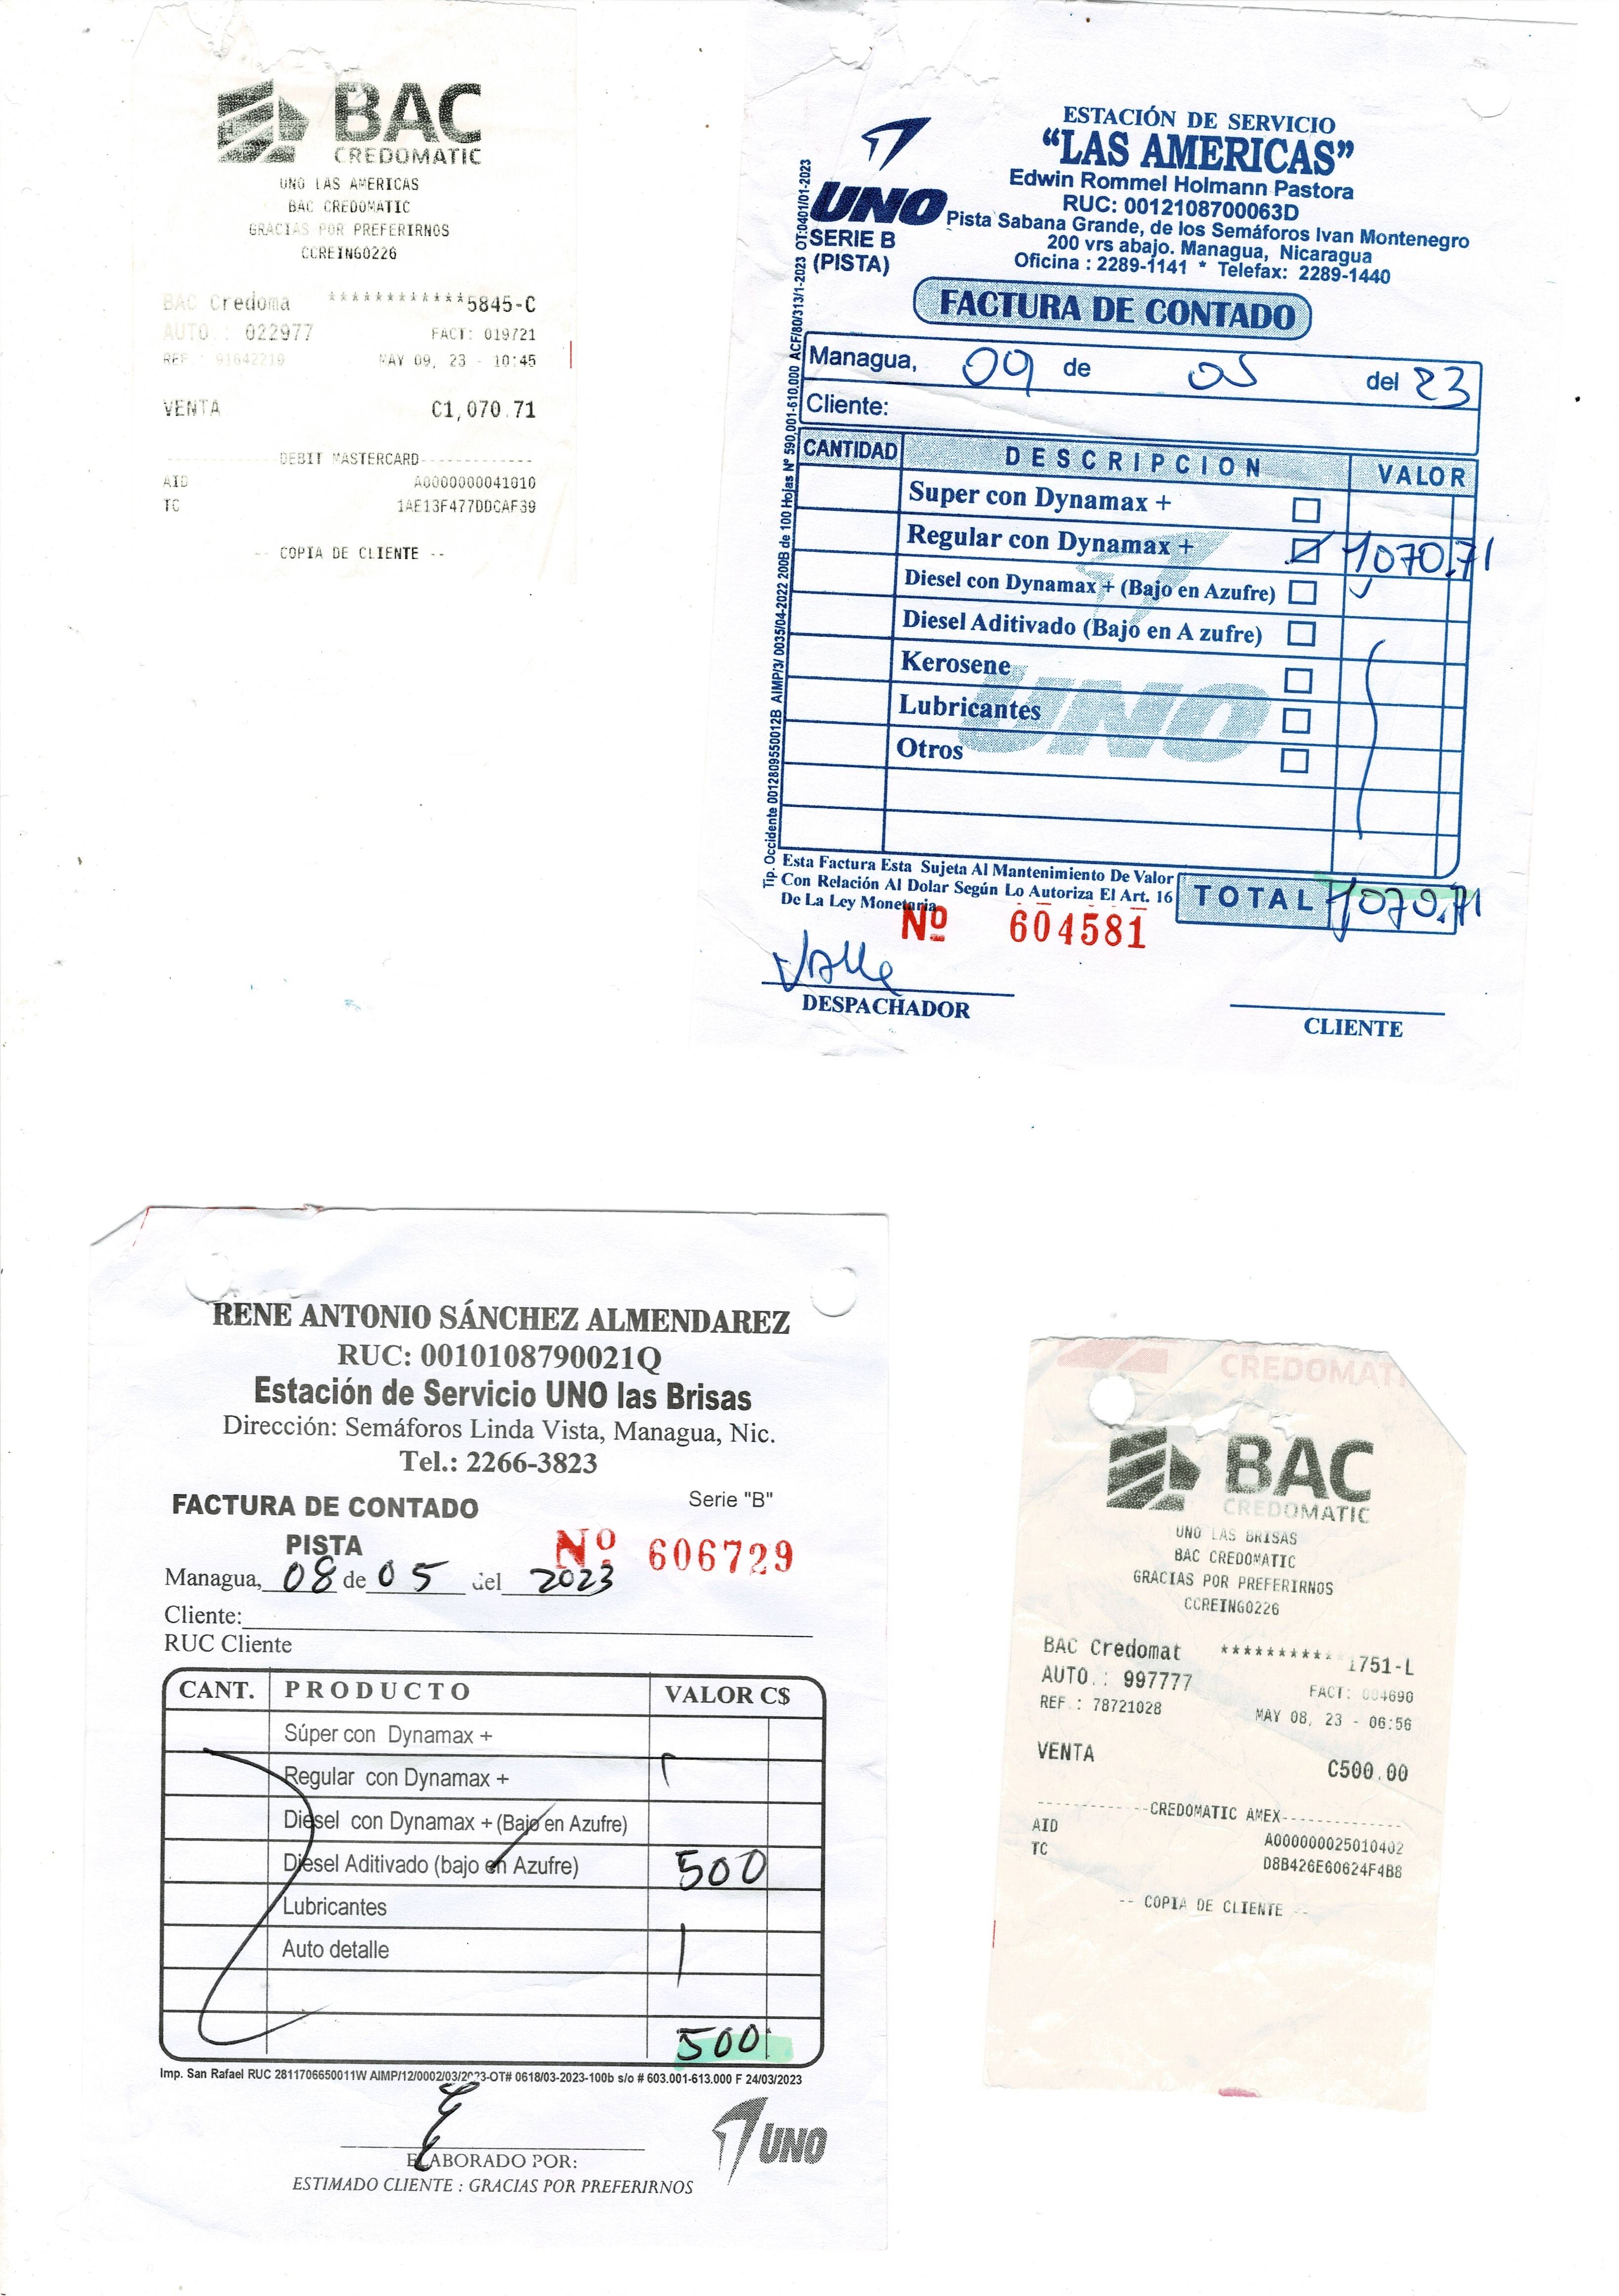 BAC
CREDOMATIC
UNO LAS AMERICAS
BAC CREDOMATIC
GRACIAS POR PREFERIRNOS
CCREING0226
BAC Credoma ************5845-C
AUTO.: 022977 FACT: 019721
REF.: 91642219 MAY 09, 23 - 10:45
VENTA C1,070.71
DEBIT MASTERCARD
AID A0000000041010
TC 1AE13F477DDCAF39
-- COPIA DE CLIENTE --
ESTACIÓN DE SERVICIO
“LAS AMERICAS”
Edwin Rommel Holmann Pastora
RUC: 0012108700063D
Pista Sabana Grande, de los Semáforos Ivan Montenegro
200 vrs abajo. Managua, Nicaragua
Oficina : 2289-1141 * Telefax: 2289-1440
UNO
SERIE B
(PISTA)
FACTURA DE CONTADO
Managua, 09 de 05 del 23
Cliente:
CANTIDAD DESCRIPCION VALOR
Super con Dynamax +
Regular con Dynamax + 1070.71
Diesel con Dynamax + (Bajo en Azufre)
Diesel Aditivado (Bajo en A zufre)
Kerosene
Lubricantes
Otros
UNO
Tip. Occidente 0012809550012B AIMP/3/ 0035/04-2022 200B de 100 Hojas Nº 590,001-610,000 ACF/80/313/1-2023 OT:0401/01-2023
Esta Factura Esta Sujeta Al Mantenimiento De Valor
Con Relación Al Dolar Según Lo Autoriza El Art. 16
De La Ley Monetaria
TOTAL 1070.71
Nº 604581
Valle
DESPACHADOR
CLIENTE
RENE ANTONIO SÁNCHEZ ALMENDAREZ
RUC: 0010108790021Q
Estación de Servicio UNO las Brisas
Dirección: Semáforos Linda Vista, Managua, Nic.
Tel.: 2266-3823
FACTURA DE CONTADO Serie "B"
PISTA Nº 606729
Managua, 08 de 05 del 2023
Cliente:
RUC Cliente
CANT. PRODUCTO VALOR C$
Súper con Dynamax +
Regular con Dynamax +
Diesel con Dynamax + (Bajo en Azufre)
Diesel Aditivado (bajo en Azufre) 500
Lubricantes
Auto detalle
500
Imp. San Rafael RUC 2811706650011W AIMP/12/0002/03/2023-OT# 0618/03-2023-100b s/o # 603.001-613.000 F 24/03/2023
ELABORADO POR:
ESTIMADO CLIENTE : GRACIAS POR PREFERIRNOS
UNO
CREDOMAT
BAC
CREDOMATIC
UNO LAS BRISAS
BAC CREDOMATIC
GRACIAS POR PREFERIRNOS
CCREING0226
BAC Credomat ***********1751-L
AUTO.: 997777 FACT: 004690
REF.: 78721028 MAY 08, 23 - 06:56
VENTA C500.00
CREDOMATIC AMEX
AID A000000025010402
TC D8B426E60624F4B8
-- COPIA DE CLIENTE --